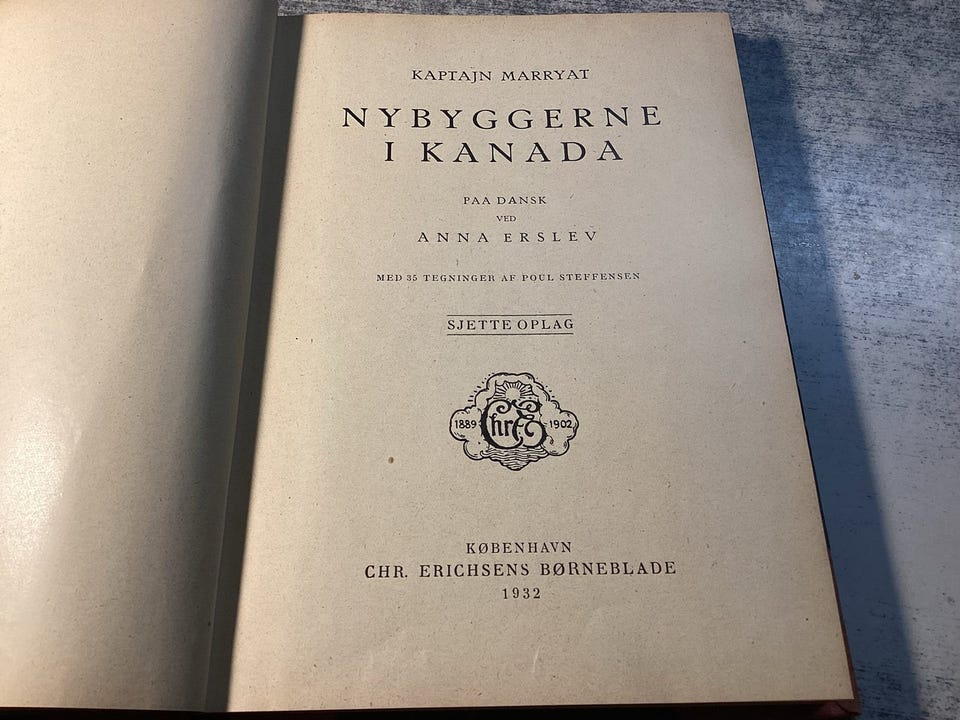 KAPTAJN MARRYAT
NYBYGGERNE
I KANADA
PAA DANSK
VED
ANNA ERSLEV
MED 35 TEGNINGER AF POUL STEFFENSEN
SJETTE OPLAG
1889 Chr E 1902
KØBENHAVN
CHR. ERICHSENS BØRNEBLADE
1932